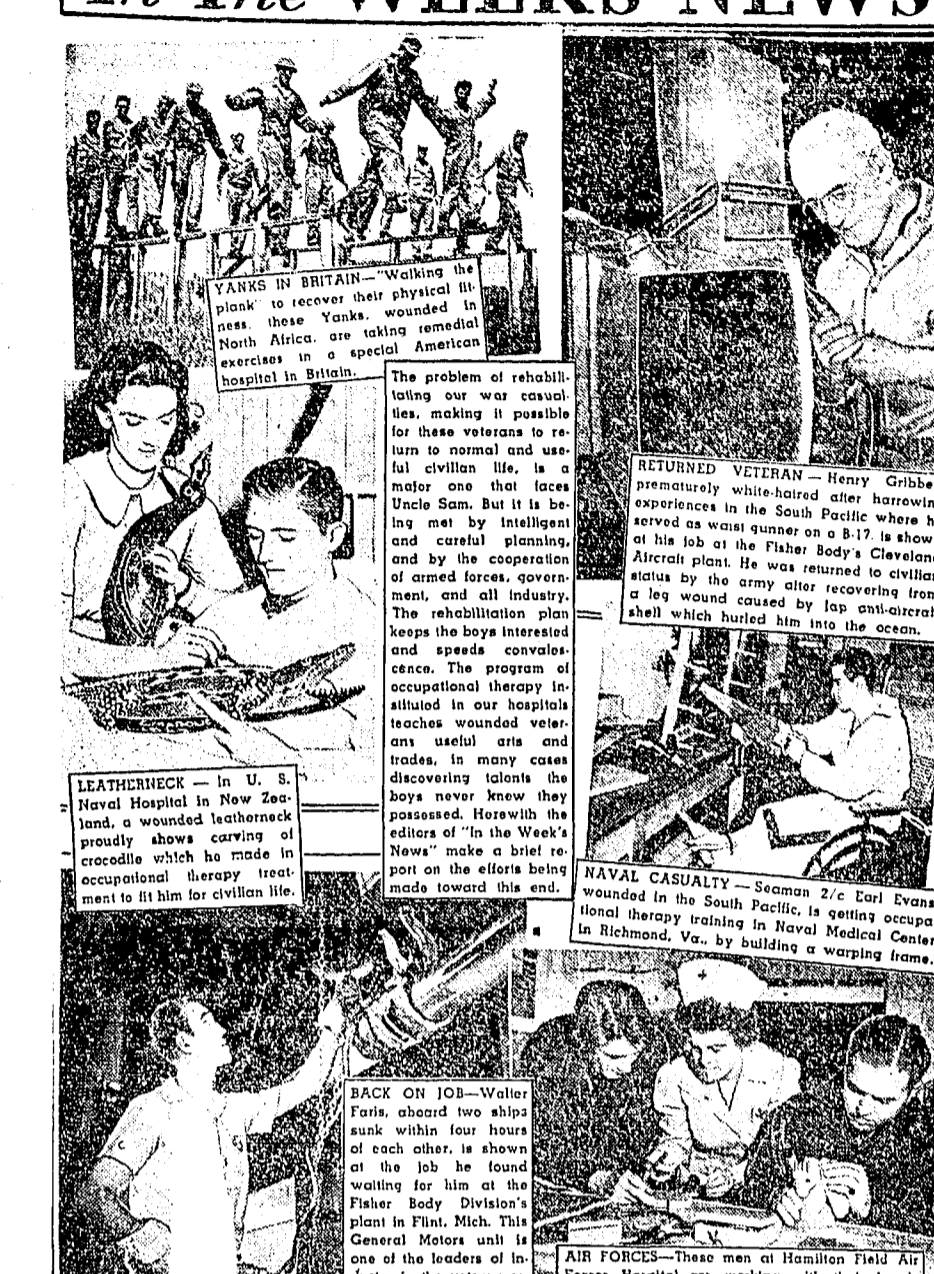 In The WEEKS NEWS
YANKS IN BRITAIN—"Walking the
plank" to recover their physical fit-
ness, these Yanks, wounded in
North Africa, are taking remedial
exercises in a special American
hospital in Britain.
The problem of rehabili-
tating our war casual-
ties, making it possible
for these veterans to re-
turn to normal and use-
ful civilian life, is a
major one that faces
Uncle Sam. But it is be-
ing met by intelligent
and careful planning,
and by the cooperation
of armed forces, govern-
ment, and all industry.
The rehabilitation plan
keeps the boys interested
and speeds convales-
cence. The program of
occupational therapy in-
stituted in our hospitals
teaches wounded veter-
ans useful arts and
trades, in many cases
discovering talents the
boys never knew they
possessed. Herewith the
editors of "In the Week's
News" make a brief re-
port on the efforts being
made toward this end.
RETURNED VETERAN — Henry Gribbe
prematurely white-haired after harrowin
experiences in the South Pacific where h
served as waist gunner on a B-17, is show
at his job at the Fisher Body's Clevelan
Aircraft plant. He was returned to civilian
status by the army after recovering from
a leg wound caused by Jap anti-aircraf
shell which hurled him into the ocean.
LEATHERNECK — In U. S.
Naval Hospital in New Zea-
land, a wounded leatherneck
proudly shows carving of
crocodile which he made in
occupational therapy treat-
ment to fit him for civilian life.
NAVAL CASUALTY — Seaman 2/c Earl Evans
wounded in the South Pacific, is getting occupa
tional therapy training in Naval Medical Center
in Richmond, Va., by building a warping frame.
BACK ON JOB—Walter
Faris, aboard two ships
sunk within four hours
of each other, is shown
at the job he found
waiting for him at the
Fisher Body Division's
plant in Flint, Mich. This
General Motors unit is
one of the leaders of in-
AIR FORCES—These men at Hamilton Field Air